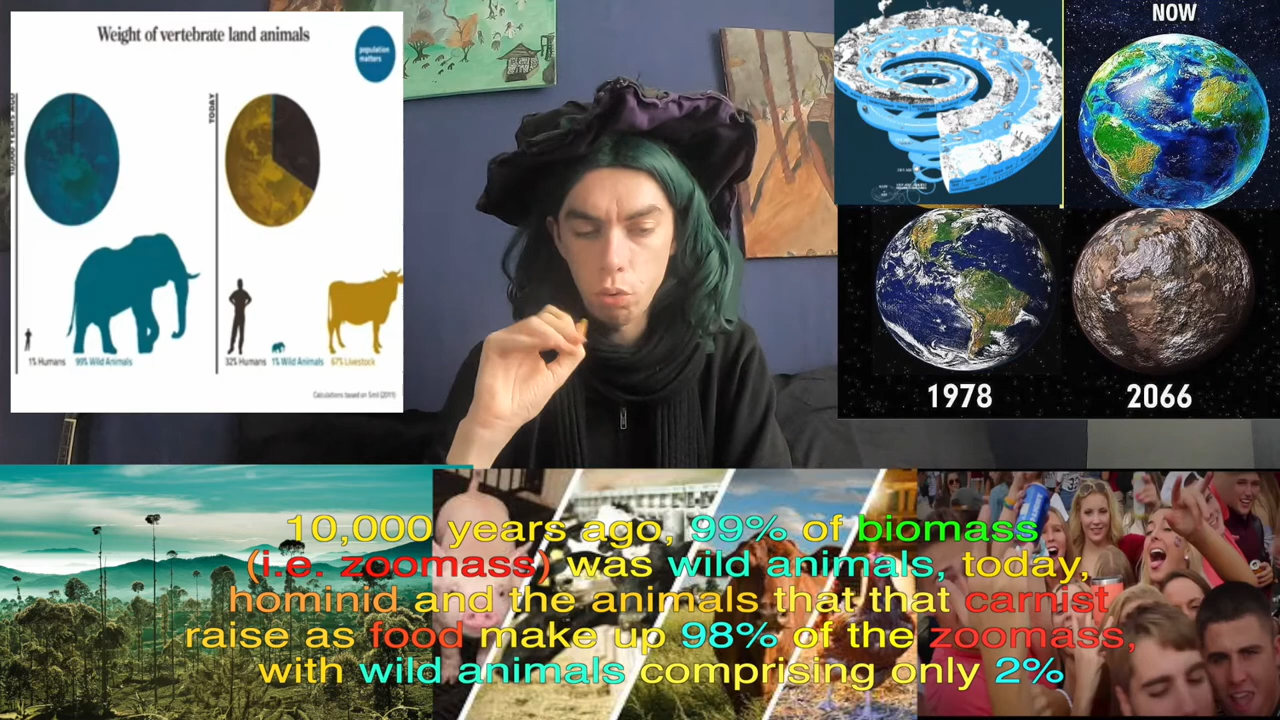 Weight of vertebrate land animals
population
matters
TODAY
1% Humans 99% Wild Animals
32% Humans 1% Wild Animals 67% Livestock
Calculations based on Smil (2011)
NOW
1978
2066
10,000 years ago, 99% of biomass
(i.e. zoomass) was wild animals, today,
hominid and the animals that that carnist
raise as food make up 98% of the zoomass,
with wild animals comprising only 2%